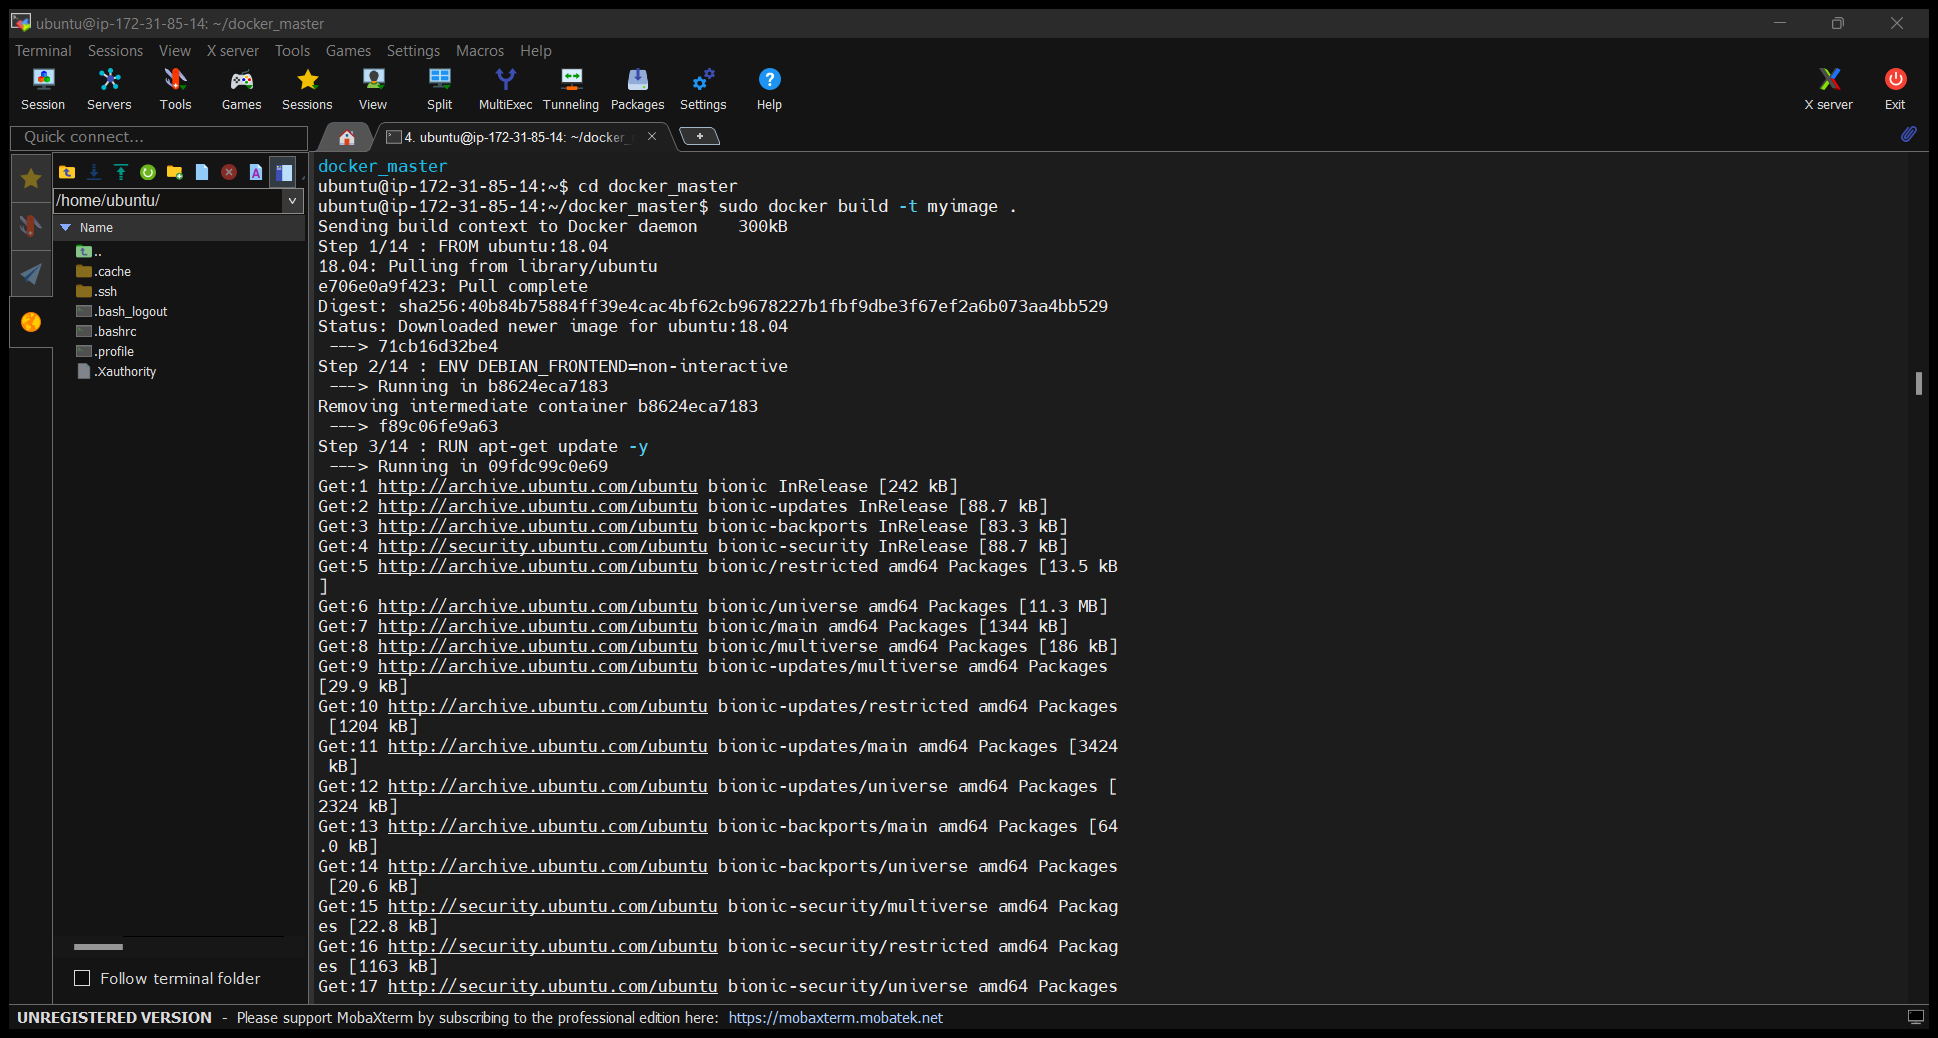 ubuntu@ip-172-31-85-14: ~/docker_master
Terminal Sessions View X server Tools Games Settings Macros Help
Session Servers Tools Games Sessions View Split MultiExec Tunneling Packages Settings Help X server Exit
Quick connect...
4. ubuntu@ip-172-31-85-14: ~/docker_
/home/ubuntu/
Name
..
.cache
.ssh
.bash_logout
.bashrc
.profile
.Xauthority
Follow terminal folder
docker_master
ubuntu@ip-172-31-85-14:~$ cd docker_master
ubuntu@ip-172-31-85-14:~/docker_master$ sudo docker build -t myimage .
Sending build context to Docker daemon    300kB
Step 1/14 : FROM ubuntu:18.04
18.04: Pulling from library/ubuntu
e706e0a9f423: Pull complete
Digest: sha256:40b84b75884ff39e4cac4bf62cb9678227b1fbf9dbe3f67ef2a6b073aa4bb529
Status: Downloaded newer image for ubuntu:18.04
 ---> 71cb16d32be4
Step 2/14 : ENV DEBIAN_FRONTEND=non-interactive
 ---> Running in b8624eca7183
Removing intermediate container b8624eca7183
 ---> f89c06fe9a63
Step 3/14 : RUN apt-get update -y
 ---> Running in 09fdc99c0e69
Get:1 http://archive.ubuntu.com/ubuntu bionic InRelease [242 kB]
Get:2 http://archive.ubuntu.com/ubuntu bionic-updates InRelease [88.7 kB]
Get:3 http://archive.ubuntu.com/ubuntu bionic-backports InRelease [83.3 kB]
Get:4 http://security.ubuntu.com/ubuntu bionic-security InRelease [88.7 kB]
Get:5 http://archive.ubuntu.com/ubuntu bionic/restricted amd64 Packages [13.5 kB
]
Get:6 http://archive.ubuntu.com/ubuntu bionic/universe amd64 Packages [11.3 MB]
Get:7 http://archive.ubuntu.com/ubuntu bionic/main amd64 Packages [1344 kB]
Get:8 http://archive.ubuntu.com/ubuntu bionic/multiverse amd64 Packages [186 kB]
Get:9 http://archive.ubuntu.com/ubuntu bionic-updates/multiverse amd64 Packages
[29.9 kB]
Get:10 http://archive.ubuntu.com/ubuntu bionic-updates/restricted amd64 Packages
 [1204 kB]
Get:11 http://archive.ubuntu.com/ubuntu bionic-updates/main amd64 Packages [3424
 kB]
Get:12 http://archive.ubuntu.com/ubuntu bionic-updates/universe amd64 Packages [
2324 kB]
Get:13 http://archive.ubuntu.com/ubuntu bionic-backports/main amd64 Packages [64
.0 kB]
Get:14 http://archive.ubuntu.com/ubuntu bionic-backports/universe amd64 Packages
 [20.6 kB]
Get:15 http://security.ubuntu.com/ubuntu bionic-security/multiverse amd64 Packag
es [22.8 kB]
Get:16 http://security.ubuntu.com/ubuntu bionic-security/restricted amd64 Packag
es [1163 kB]
Get:17 http://security.ubuntu.com/ubuntu bionic-security/universe amd64 Packages
UNREGISTERED VERSION - Please support MobaXterm by subscribing to the professional edition here: https://mobaxterm.mobatek.net